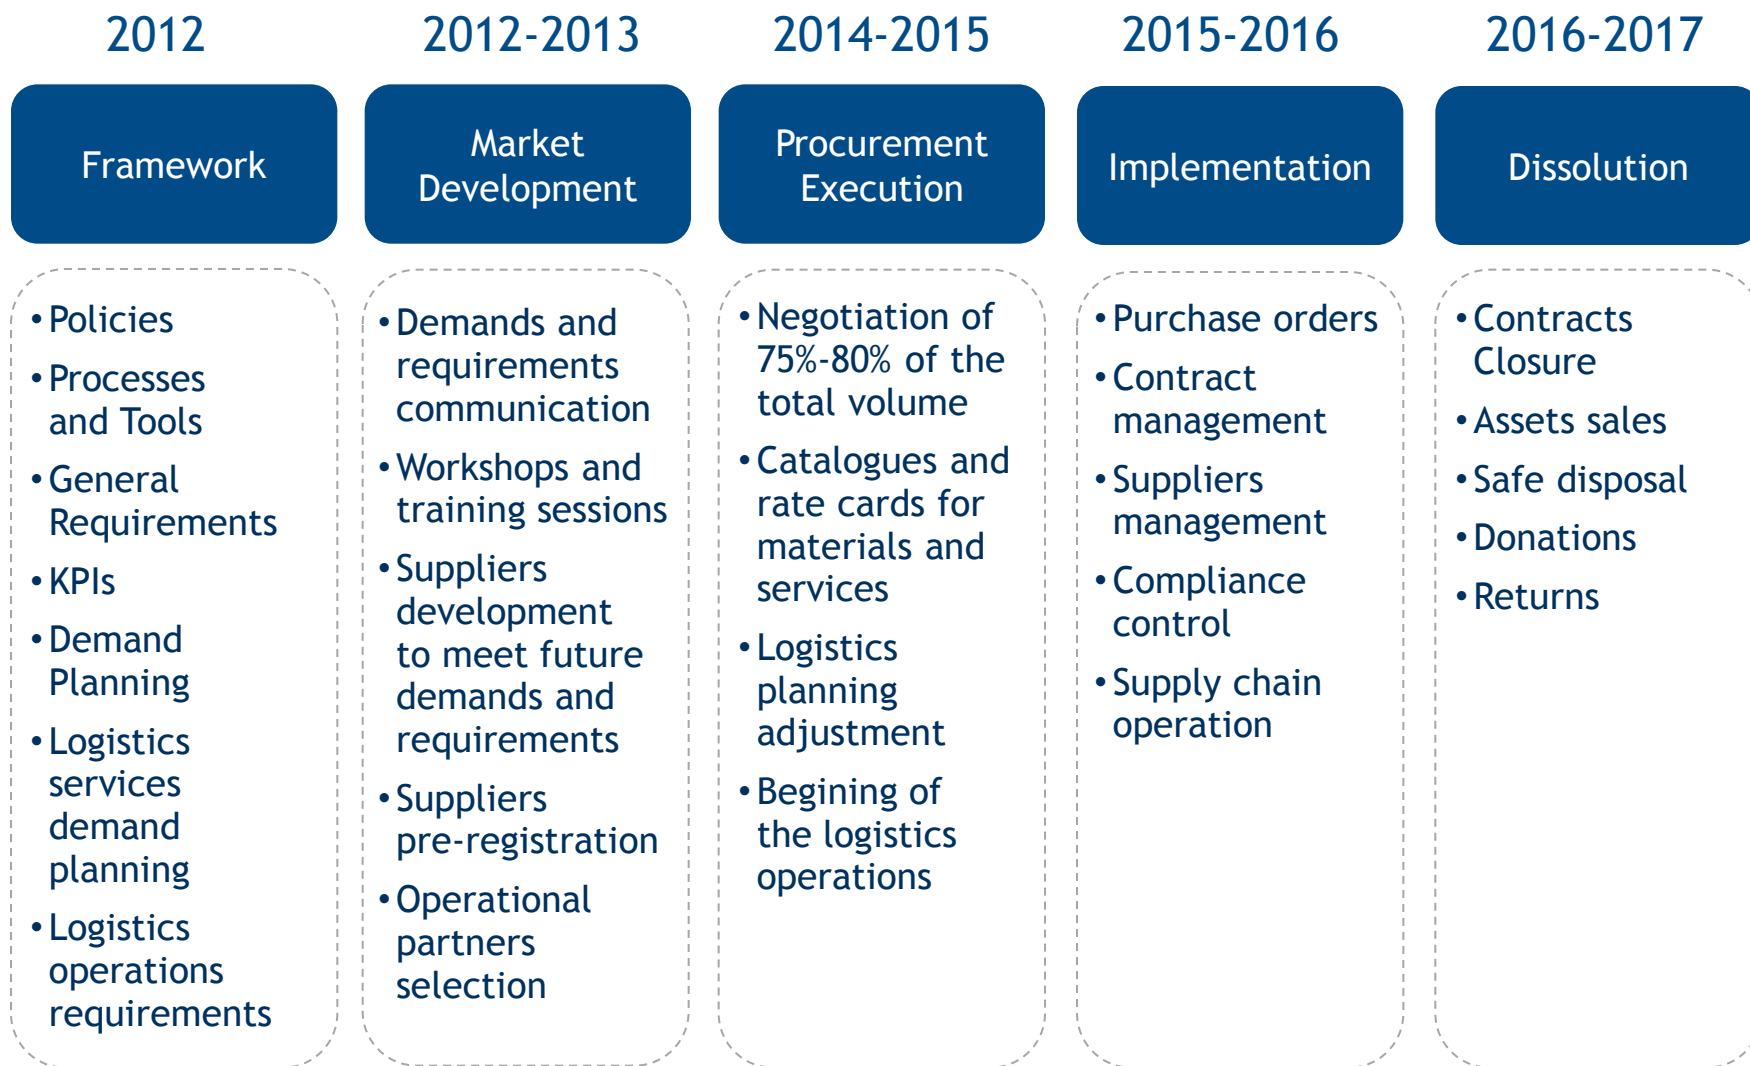 2012
Framework
• Policies
• Processes
and Tools
• General
Requirements
• KPIs
• Demand
Planning
• Logistics
services
demand
planning
• Logistics
operations
requirements
2012-2013
Market
Development
• Demands and
requirements
communication
• Workshops and
training sessions
• Suppliers
development
to meet future
demands and
requirements
• Suppliers
pre-registration
• Operational
partners
selection
2014-2015
Procurement
Execution
• Negotiation of
75%-80% of the
total volume
• Catalogues and
rate cards for
materials and
services
• Logistics
planning
adjustment
• Begining of
the logistics
operations
2015-2016
Implementation
• Purchase orders
• Contract
management
• Suppliers
management
• Compliance
control
• Supply chain
operation
2016-2017
Dissolution
• Contracts
Closure
• Assets sales
• Safe disposal
• Donations
• Returns